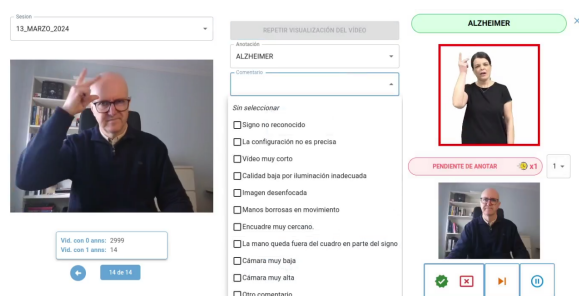 Sesion
13_MARZO_2024
Vid. con 0 anns: 2999
Vid. con 1 anns: 14
14 de 14
REPETIR VISUALIZACIÓN DEL VÍDEO
Anotación
ALZHEIMER
Comentario
Sin seleccionar
Signo no reconocido
La configuración no es precisa
Vídeo muy corto
Calidad baja por iluminación inadecuada
Imagen desenfocada
Manos borrosas en movimiento
Encuadre muy cercano.
La mano queda fuera del cuadro en parte del signo
Cámara muy baja
Cámara muy alta
Otro comentario
ALZHEIMER
PENDIENTE DE ANOTAR
x1
1